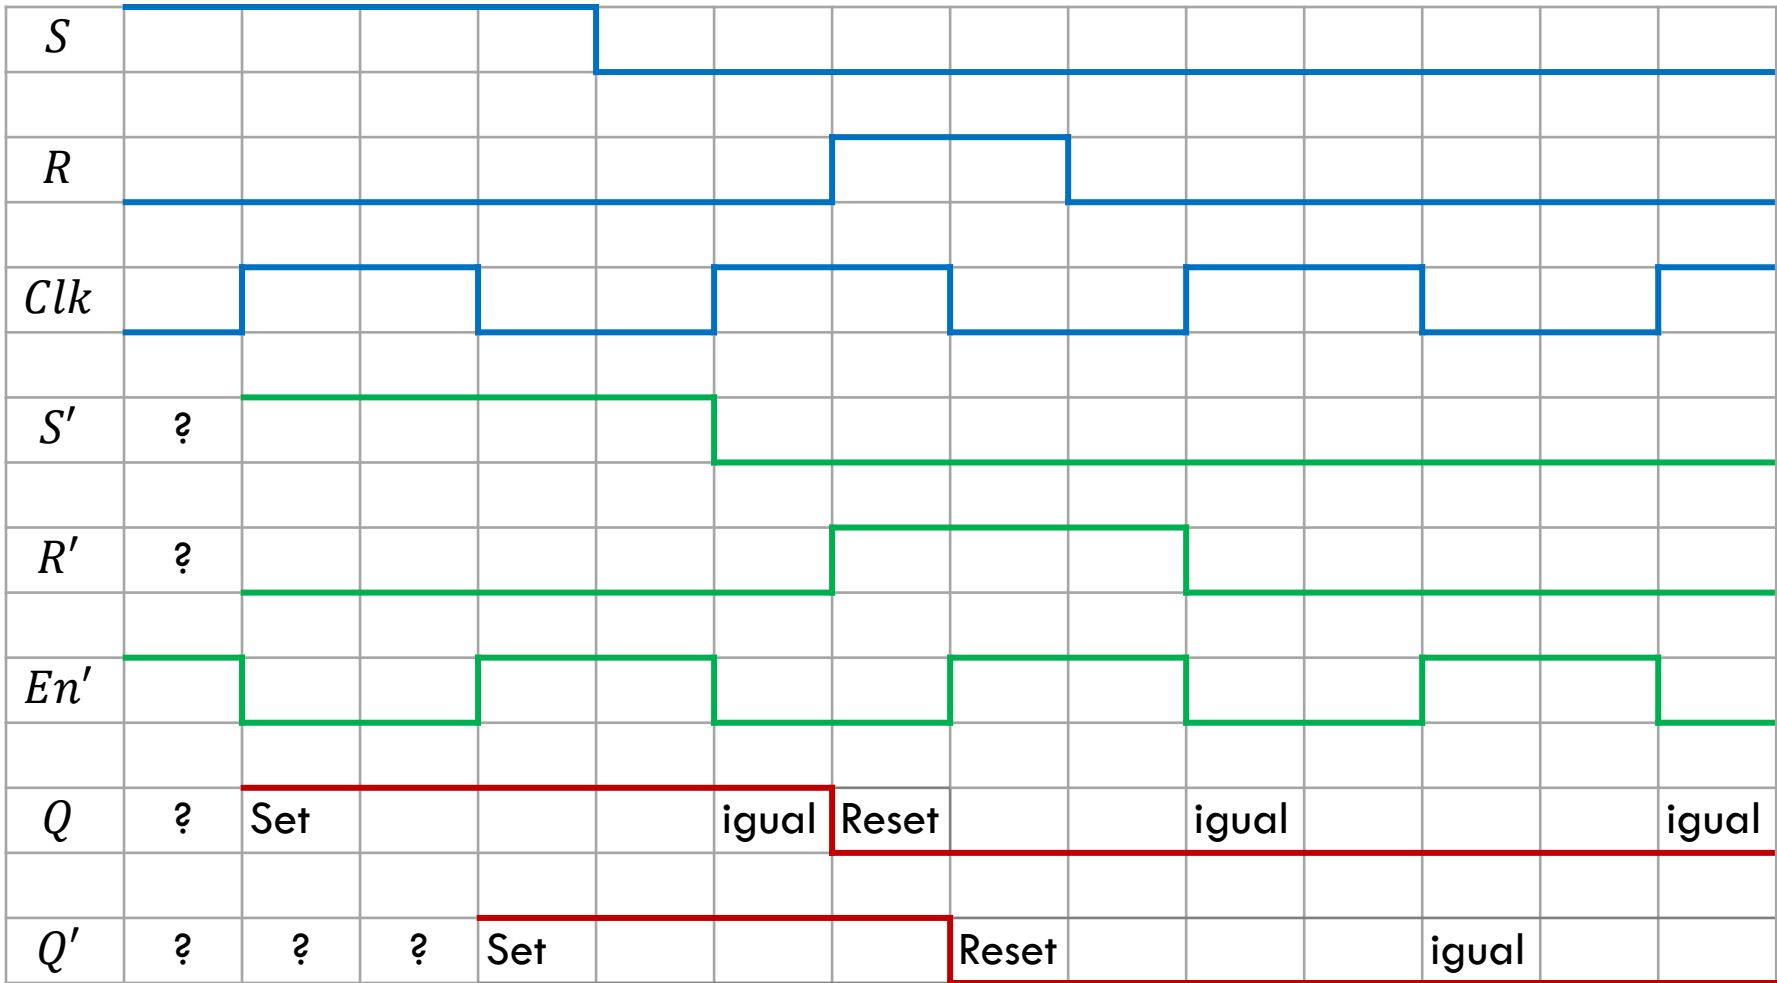 S
R
Clk
S′ ?
R′ ?
En′
Q ? Set igual Reset igual igual
Q′ ? ? ? Set Reset igual